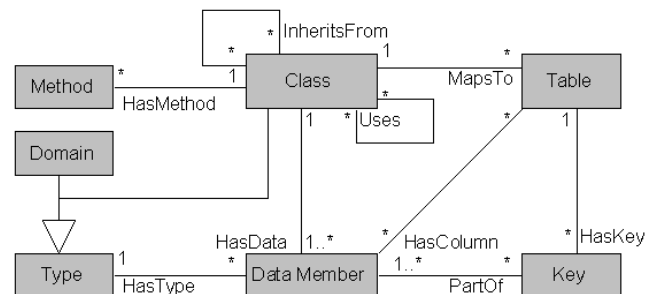 * InheritsFrom
*
1
*
*
1
Method
Class
Table
HasMethod
MapsTo
*
1
* Uses
*
1
Domain
HasData
1..*
*
HasColumn
* HasKey
1
*
1..*
*
Type
Data Member
Key
HasType
PartOf